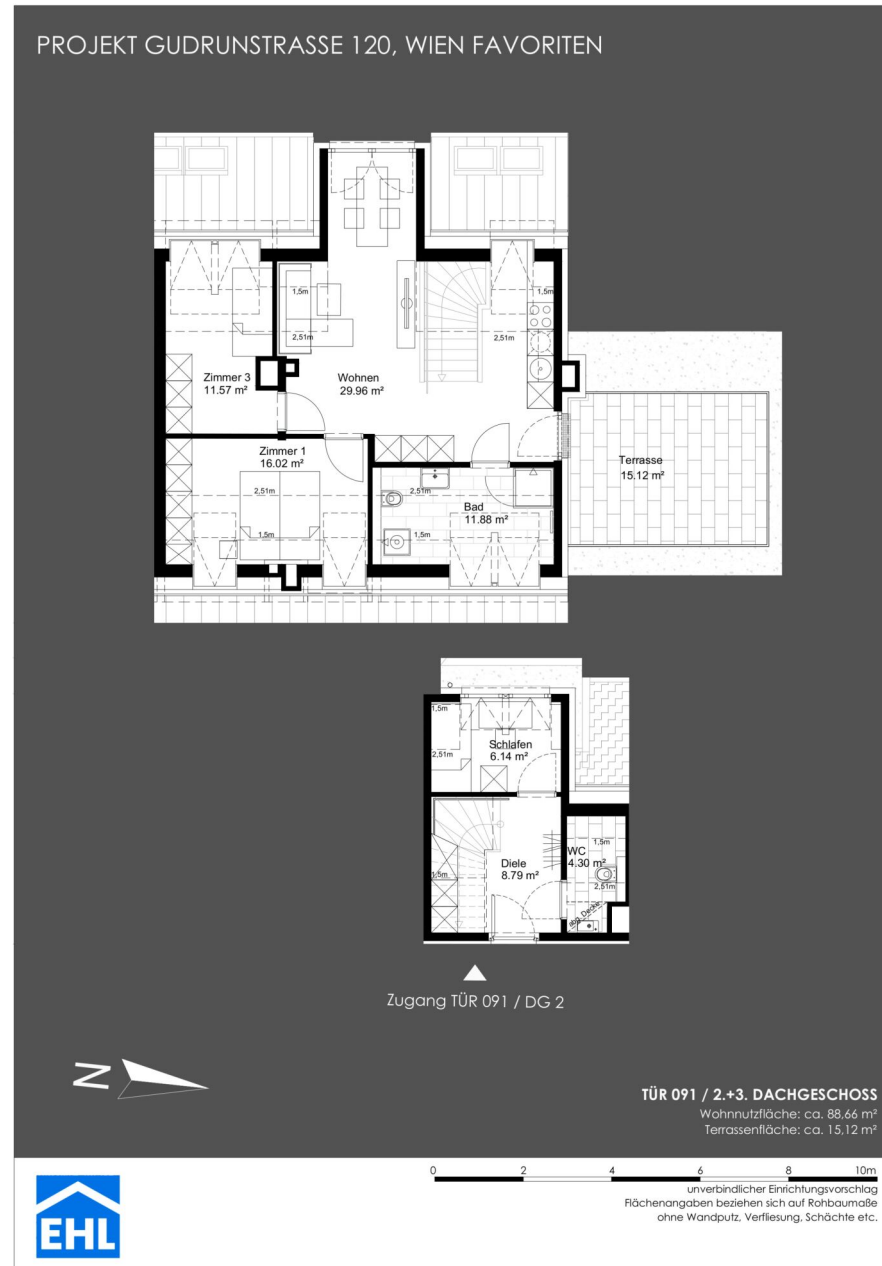 PROJEKT GUDRUNSTRASSE 120, WIEN FAVORITEN
1,5m
1,5m
2,51m
2,51m
Zimmer 3
11.57 m²
Wohnen
29.96 m²
Zimmer 1
16.02 m²
2,51m
1,5m
2,51m
Bad
11.88 m²
1,5m
Terrasse
15.12 m²
1,5m
Schlafen
6.14 m²
2,51m
Diele
8.79 m²
1,5m
WC
4.30 m²
1,5m
2,51m
abg. Decke
Zugang TÜR 091 / DG 2
N
TÜR 091 / 2.+3. DACHGESCHOSS
Wohnnutzfläche: ca. 88,66 m²
Terrassenfläche: ca. 15,12 m²
0 2 4 6 8 10m
unverbindlicher Einrichtungsvorschlag
Flächenangaben beziehen sich auf Rohbaumaße
ohne Wandputz, Verfliesung, Schächte etc.
EHL